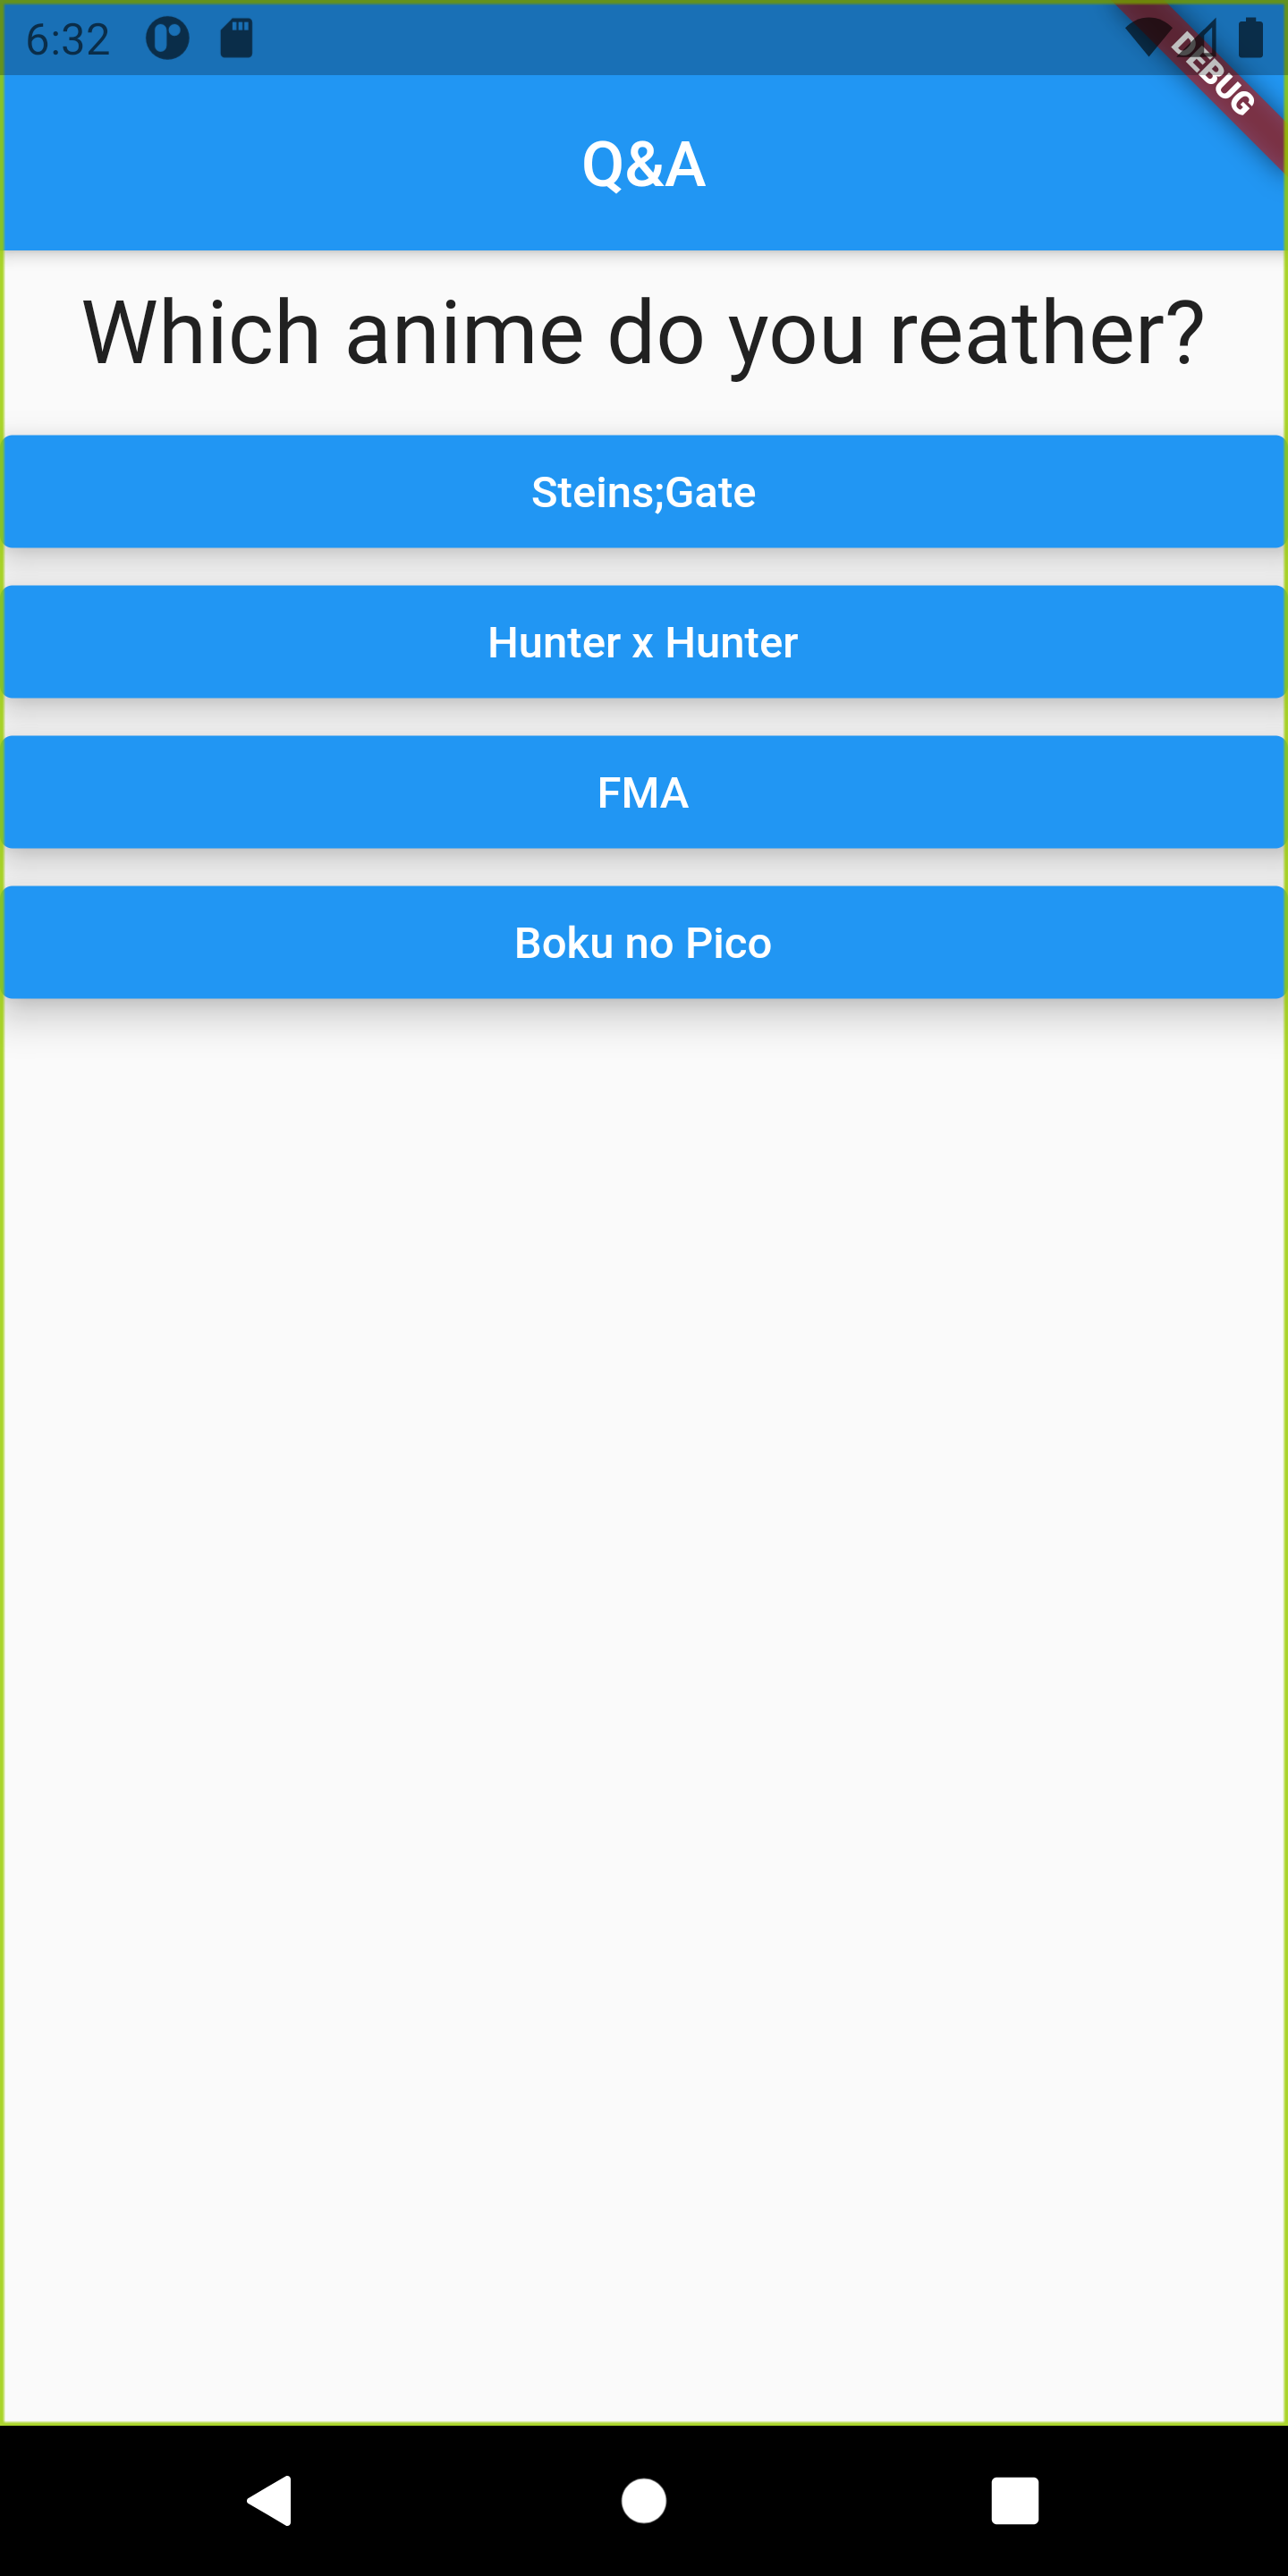 6:32
DEBUG
Q&A
Which anime do you reather?
Steins;Gate
Hunter x Hunter
FMA
Boku no Pico